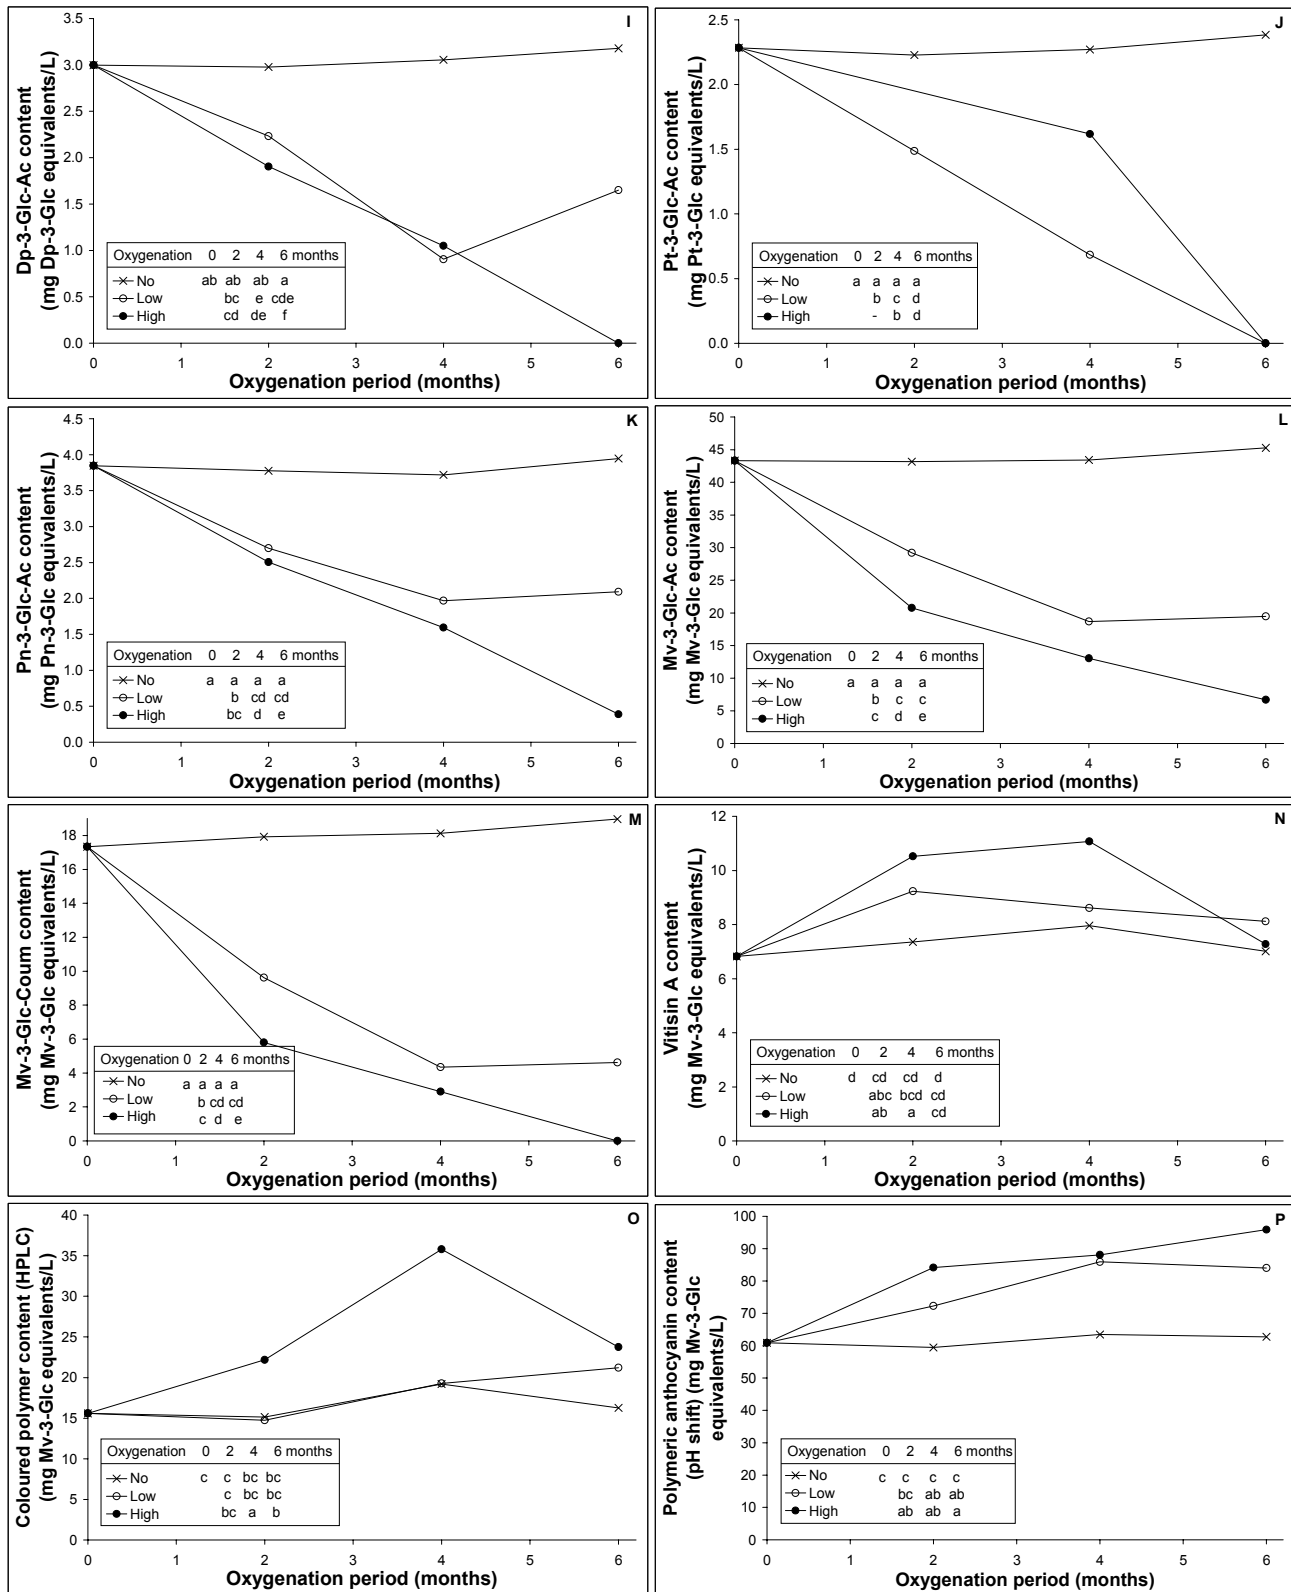 I
Dp-3-Glc-Ac content
(mg Dp-3-Glc equivalents/L)
3.5
3.0
2.5
2.0
1.5
1.0
0.5
0.0
Oxygenation 0 2 4 6 months
No ab ab ab a
Low bc e cde
High cd de f
0 1 2 3 4 5 6
Oxygenation period (months)
J
Pt-3-Glc-Ac content
(mg Pt-3-Glc equivalents/L)
2.5
2.0
1.5
1.0
0.5
0.0
Oxygenation 0 2 4 6 months
No a a a a
Low b c d
High - b d
0 1 2 3 4 5 6
Oxygenation period (months)
K
Pn-3-Glc-Ac content
(mg Pn-3-Glc equivalents/L)
4.5
4.0
3.5
3.0
2.5
2.0
1.5
1.0
0.5
0.0
Oxygenation 0 2 4 6 months
No a a a a
Low b cd cd
High bc d e
0 1 2 3 4 5 6
Oxygenation period (months)
L
Mv-3-Glc-Ac content
(mg Mv-3-Glc equivalents/L)
50
45
40
35
30
25
20
15
10
5
0
Oxygenation 0 2 4 6 months
No a a a a
Low b c c
High c d e
0 1 2 3 4 5 6
Oxygenation period (months)
M
Mv-3-Glc-Coum content
(mg Mv-3-Glc equivalents/L)
18
16
14
12
10
8
6
4
2
0
Oxygenation 0 2 4 6 months
No a a a a
Low b cd cd
High c d e
0 1 2 3 4 5 6
Oxygenation period (months)
N
Vitisin A content
(mg Mv-3-Glc equivalents/L)
12
10
8
6
4
2
0
Oxygenation 0 2 4 6 months
No d cd cd d
Low abc bcd cd
High ab a cd
0 1 2 3 4 5 6
Oxygenation period (months)
O
Coloured polymer content (HPLC)
(mg Mv-3-Glc equivalents/L)
40
35
30
25
20
15
10
5
0
Oxygenation 0 2 4 6 months
No c c bc bc
Low c bc bc
High bc a b
0 1 2 3 4 5 6
Oxygenation period (months)
P
Polymeric anthocyanin content
(pH shift) (mg Mv-3-Glc
equivalents/L)
100
90
80
70
60
50
40
30
20
10
0
Oxygenation 0 2 4 6 months
No c c c c
Low bc ab ab
High ab ab a
0 1 2 3 4 5 6
Oxygenation period (months)